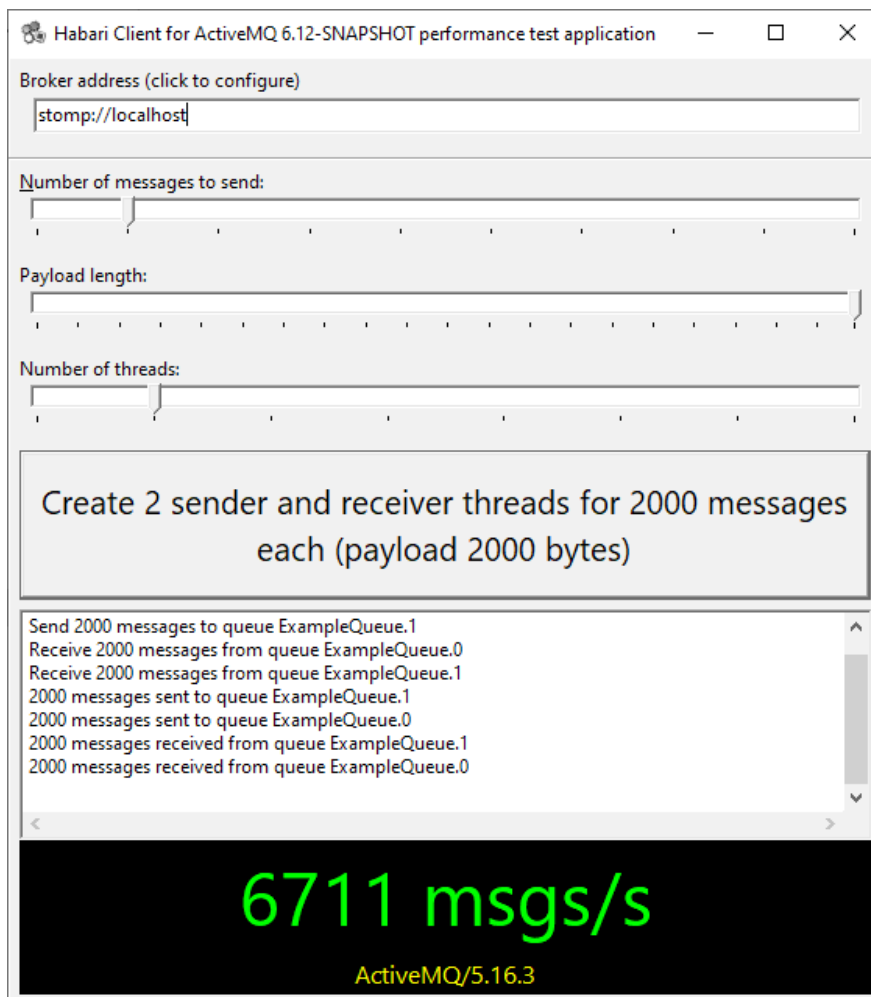 Habari Client for ActiveMQ 6.12-SNAPSHOT performance test application
Broker address (click to configure)
stomp://localhost
Number of messages to send:
Payload length:
Number of threads:
Create 2 sender and receiver threads for 2000 messages
each (payload 2000 bytes)
Send 2000 messages to queue ExampleQueue.1
Receive 2000 messages from queue ExampleQueue.0
Receive 2000 messages from queue ExampleQueue.1
2000 messages sent to queue ExampleQueue.1
2000 messages sent to queue ExampleQueue.0
2000 messages received from queue ExampleQueue.1
2000 messages received from queue ExampleQueue.0
6711 msgs/s
ActiveMQ/5.16.3